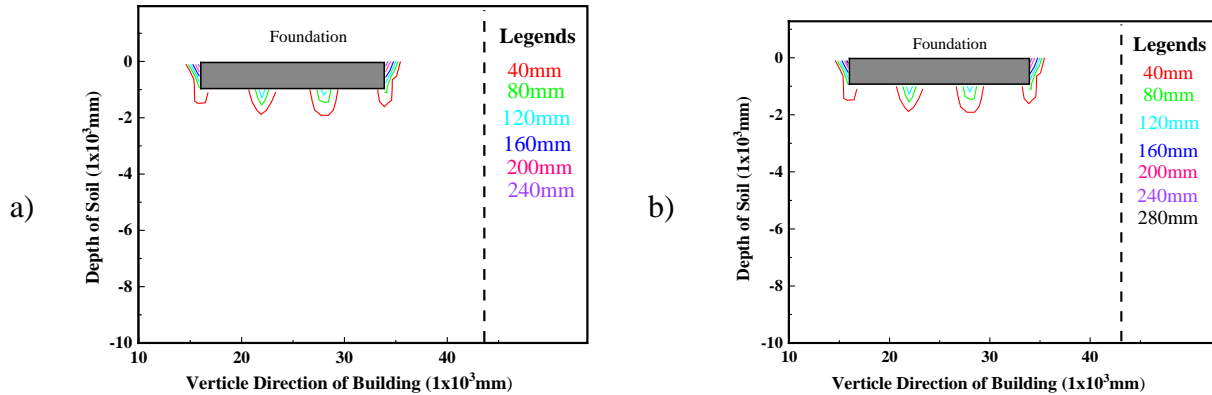 a)
Foundation
Legends
40mm
80mm
120mm
160mm
200mm
240mm
0
-2
-4
-6
-8
-10
10
20
30
40
Depth of Soil (1x10³mm)
Verticle Direction of Building (1x10³mm)
b)
Foundation
Legends
40mm
80mm
120mm
160mm
200mm
240mm
280mm
0
-2
-4
-6
-8
-10
10
20
30
40
Depth of Soil (1x10³mm)
Verticle Direction of Building (1x10³mm)